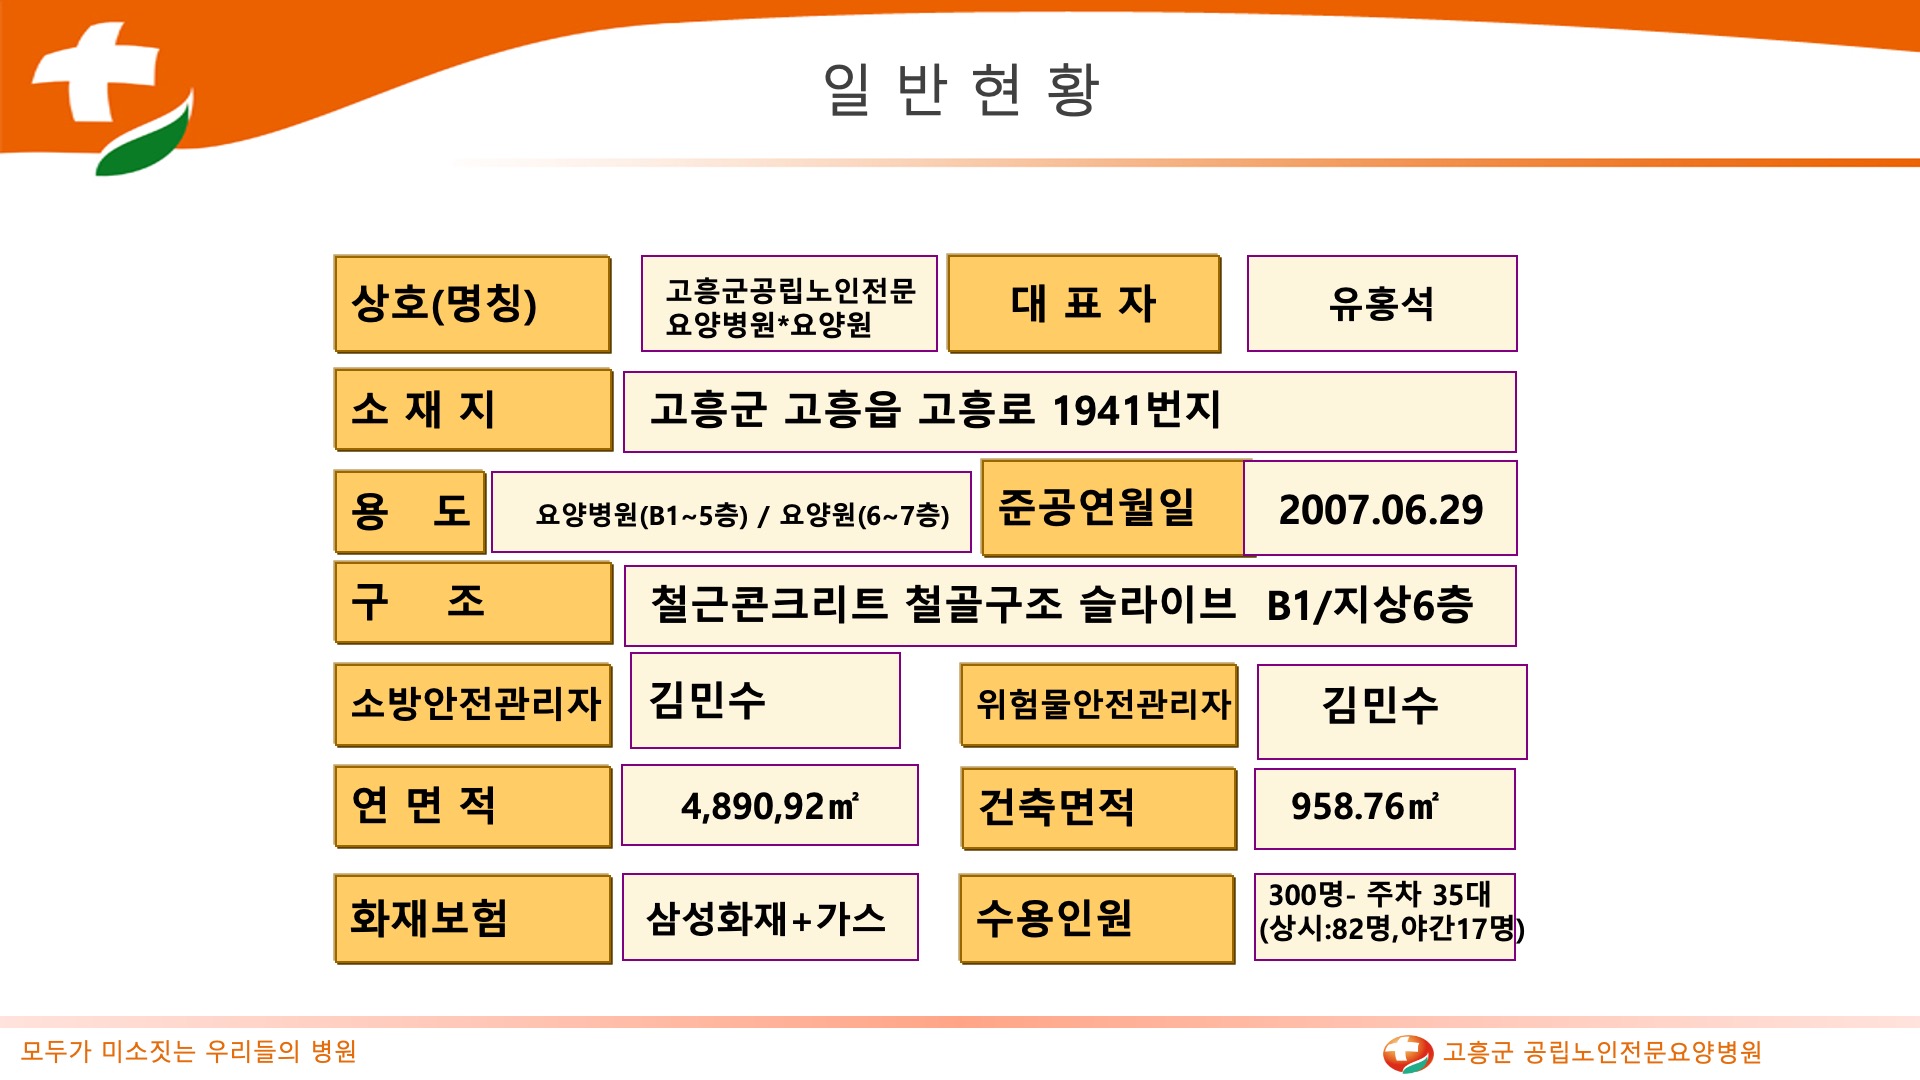 일 반 현 황
상호(명칭)
고흥군공립노인전문
요양병원*요양원
대 표 자
유홍석
소 재 지
고흥군 고흥읍 고흥로 1941번지
용 도
요양병원(B1~5층) / 요양원(6~7층)
준공연월일
2007.06.29
구 조
철근콘크리트 철골구조 슬라이브 B1/지상6층
소방안전관리자
김민수
위험물안전관리자
김민수
연 면 적
4,890,92㎡
건축면적
958.76㎡
화재보험
삼성화재+가스
수용인원
300명- 주차 35대
(상시:82명,야간17명)
모두가 미소짓는 우리들의 병원
고흥군 공립노인전문요양병원